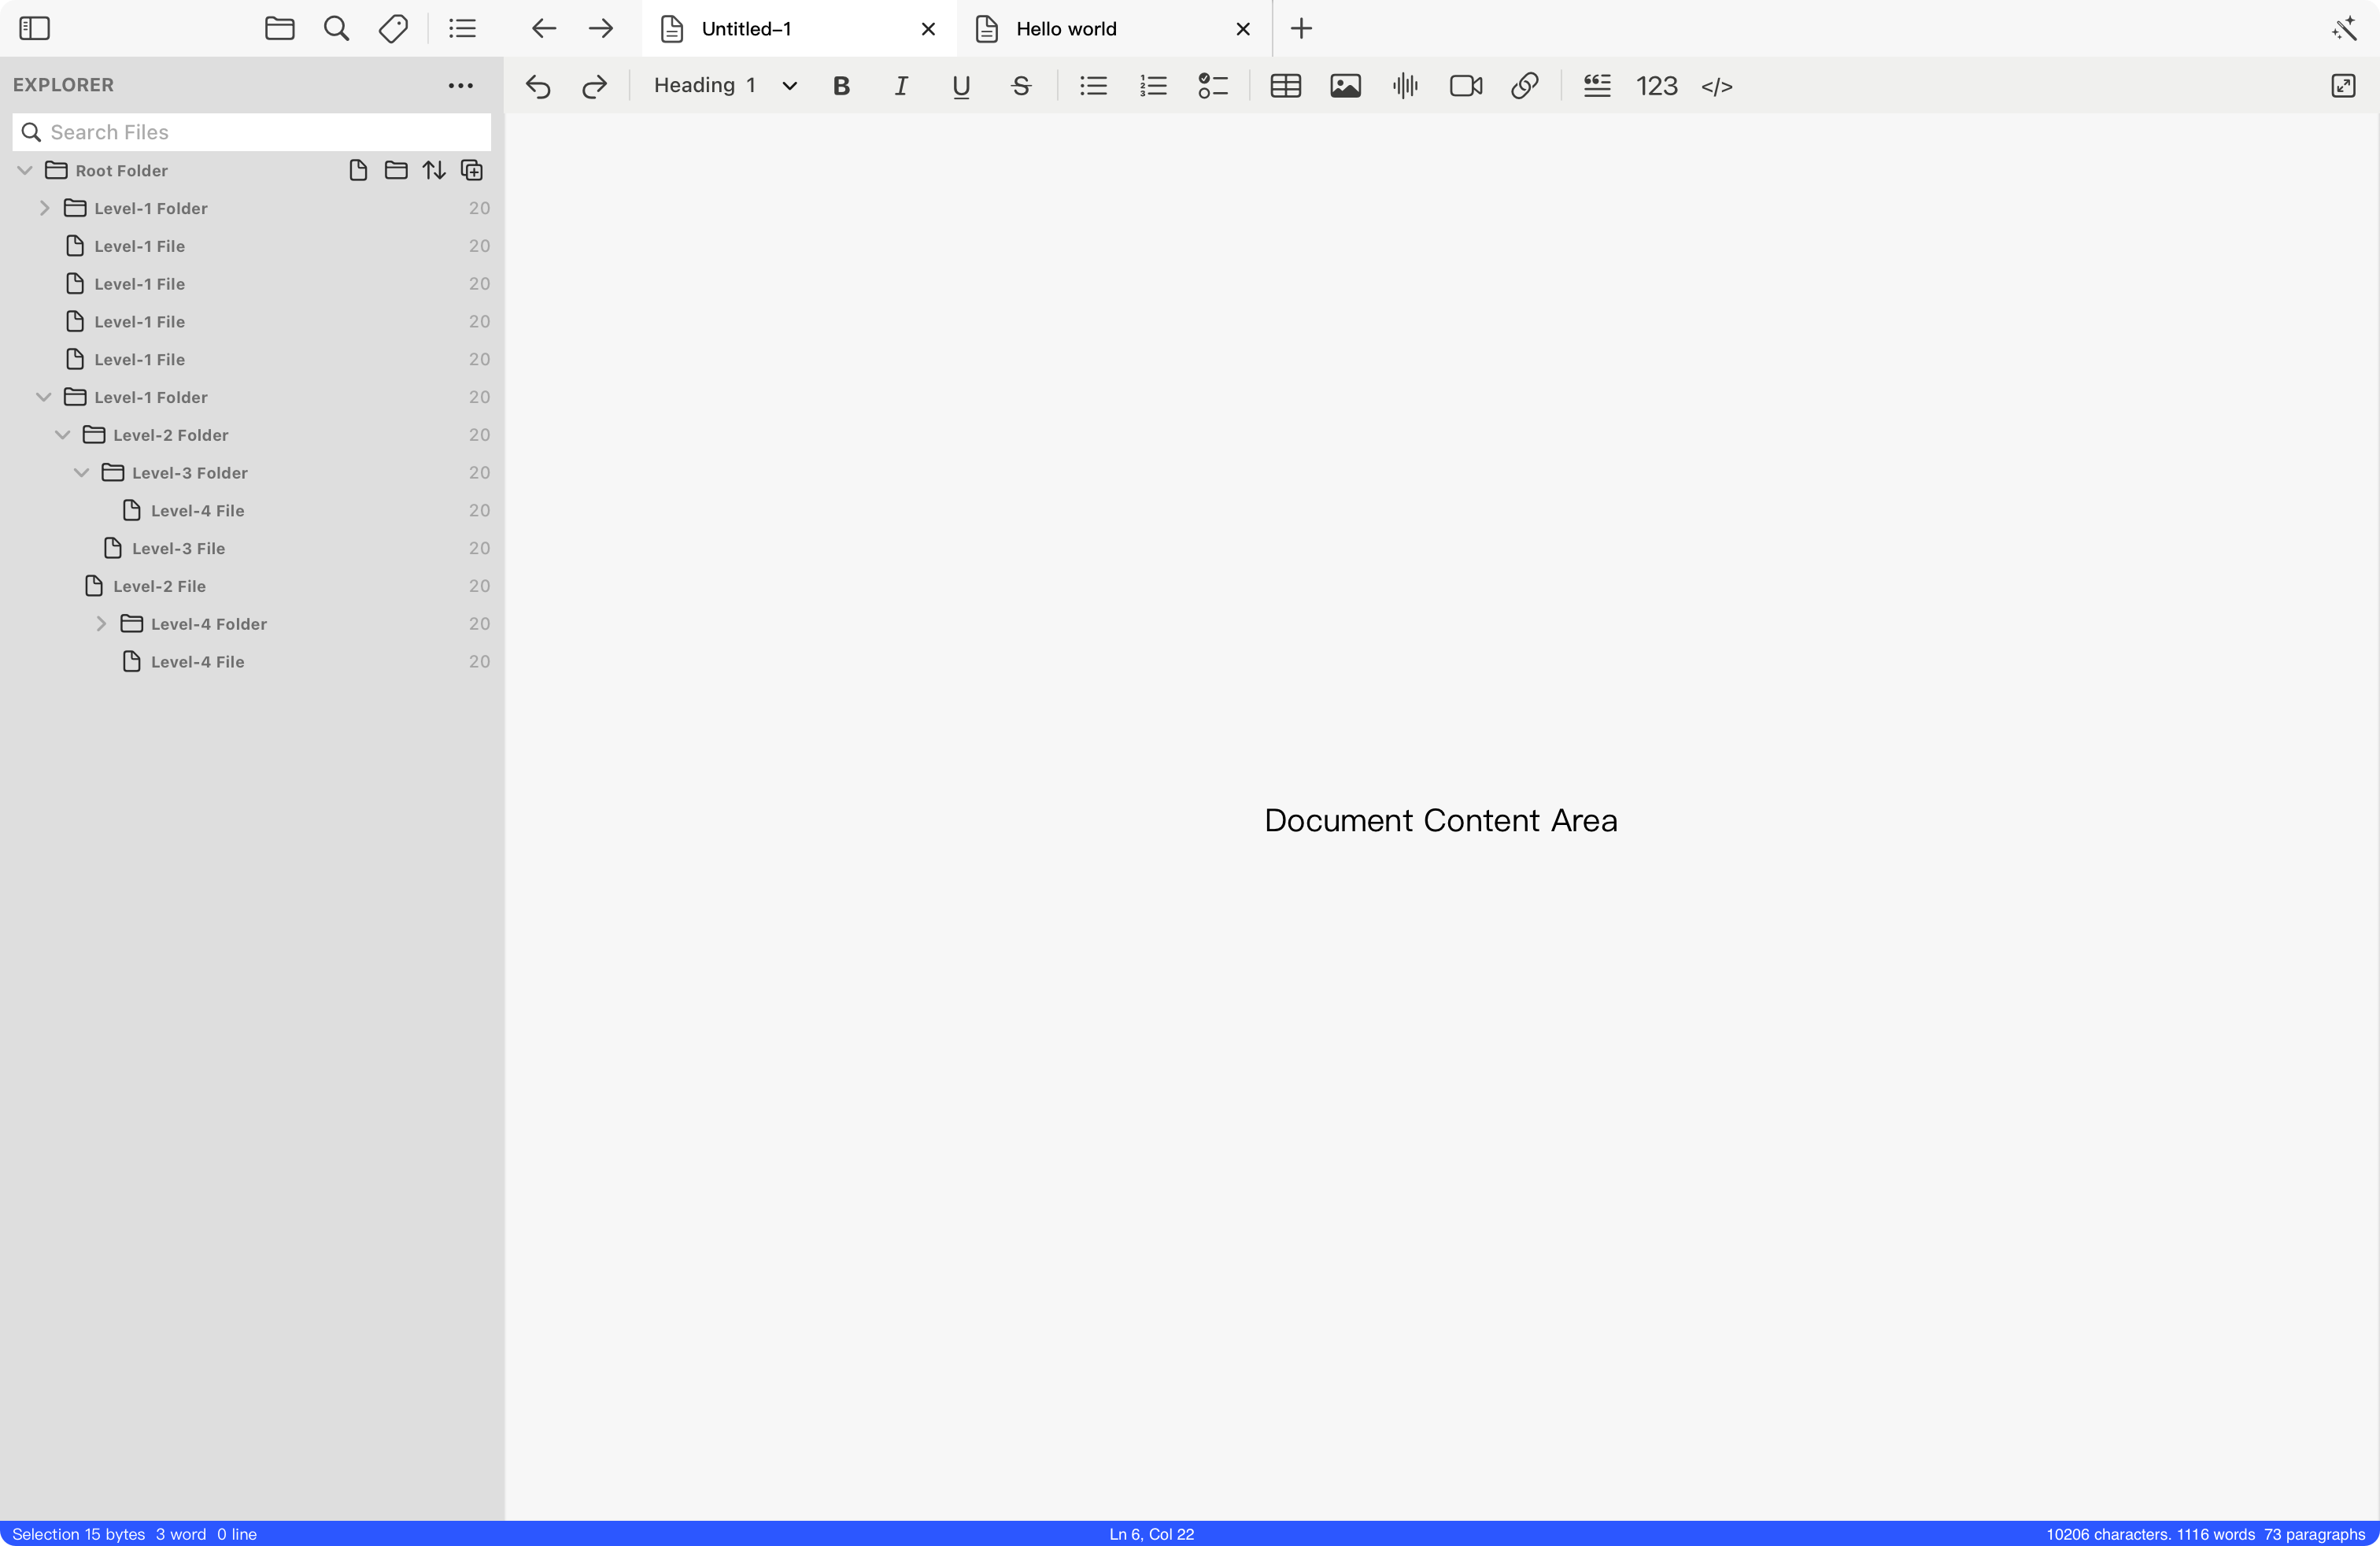 Untitled-1
Hello world
EXPLORER
Heading 1
B I U S
123 </>
Search Files
Root Folder
Level-1 Folder 20
Level-1 File 20
Level-1 File 20
Level-1 File 20
Level-1 File 20
Level-1 Folder 20
Level-2 Folder 20
Level-3 Folder 20
Level-4 File 20
Level-3 File 20
Level-2 File 20
Level-4 Folder 20
Level-4 File 20
Document Content Area
Selection 15 bytes 3 word 0 line
Ln 6, Col 22
10206 characters. 1116 words 73 paragraphs